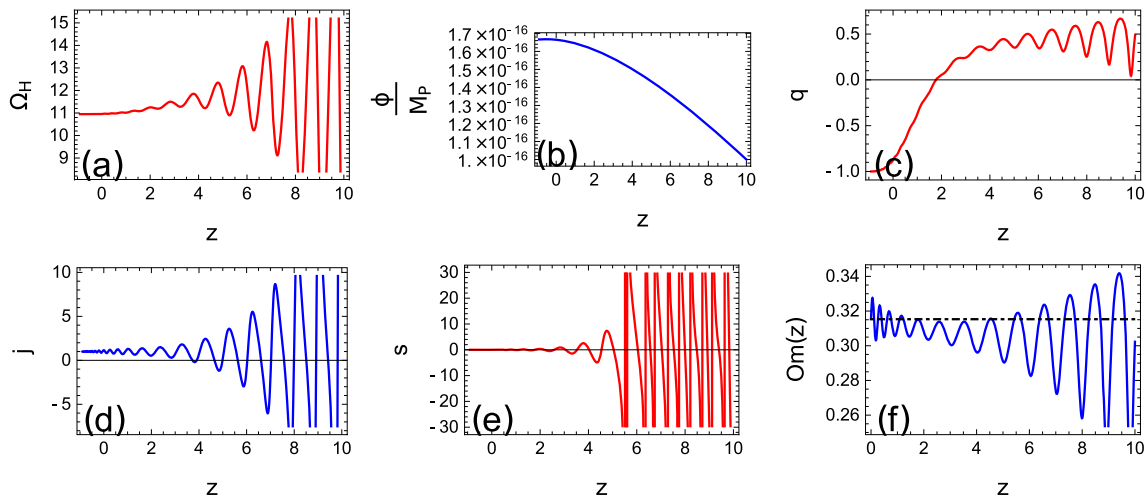 15
14
13
12
11
10
9
Ω_H
(a)
0 2 4 6 8 10
z
1.7×10^-16
1.6×10^-16
1.5×10^-16
1.4×10^-16
1.3×10^-16
1.2×10^-16
1.1×10^-16
1.×10^-16
ϕ
M_P
(b)
0 2 4 6 8 10
z
0.5
0.0
-0.5
-1.0
q
(c)
0 2 4 6 8 10
z
10
5
0
-5
j
(d)
0 2 4 6 8 10
z
30
20
10
0
-10
-20
-30
s
(e)
0 2 4 6 8 10
z
0.34
0.32
0.30
0.28
0.26
Om(z)
(f)
0 2 4 6 8 10
z